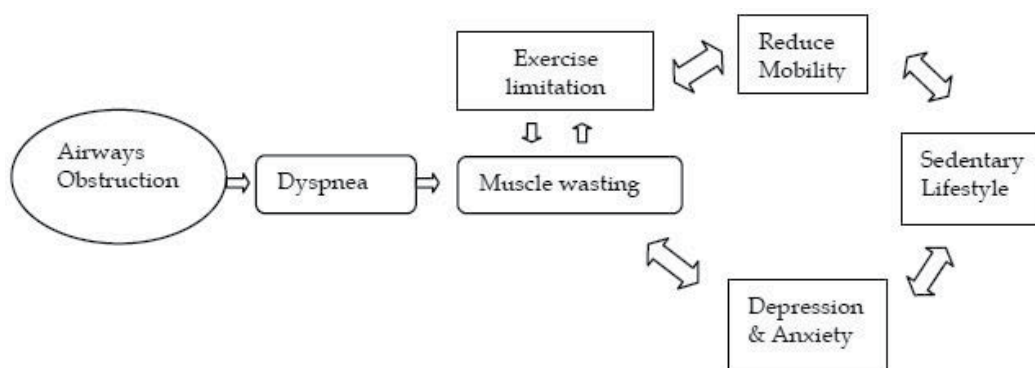 Airways
Obstruction
Dyspnea
Muscle wasting
Exercise
limitation
Reduce
Mobility
Sedentary
Lifestyle
Depression
& Anxiety